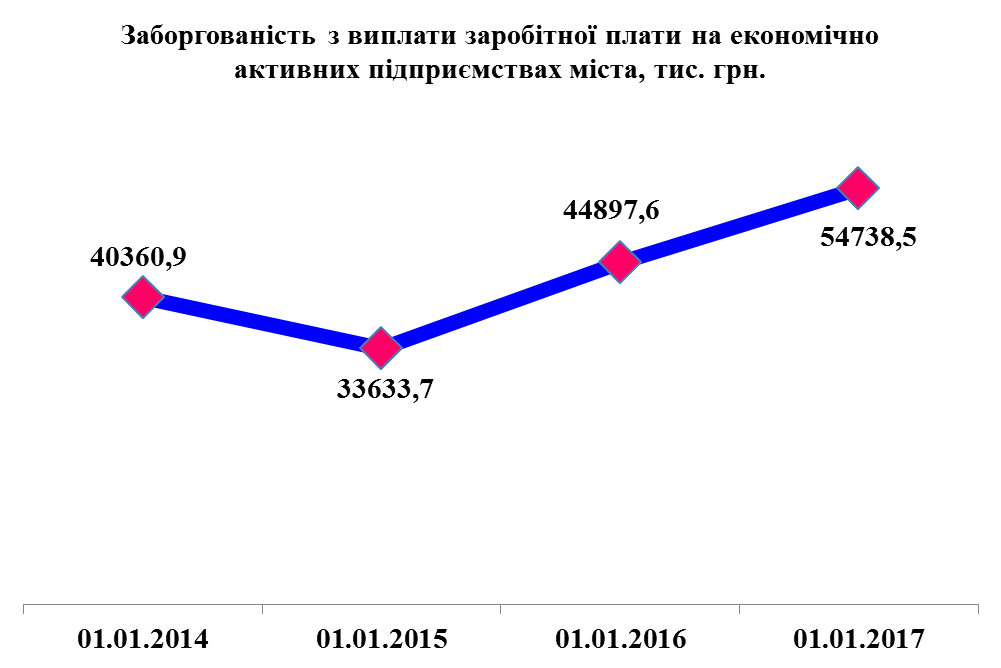 Заборгованість з виплати заробітної плати на економічно
активних підприємствах міста, тис. грн.
40360,9
33633,7
44897,6
54738,5
01.01.2014 01.01.2015 01.01.2016 01.01.2017